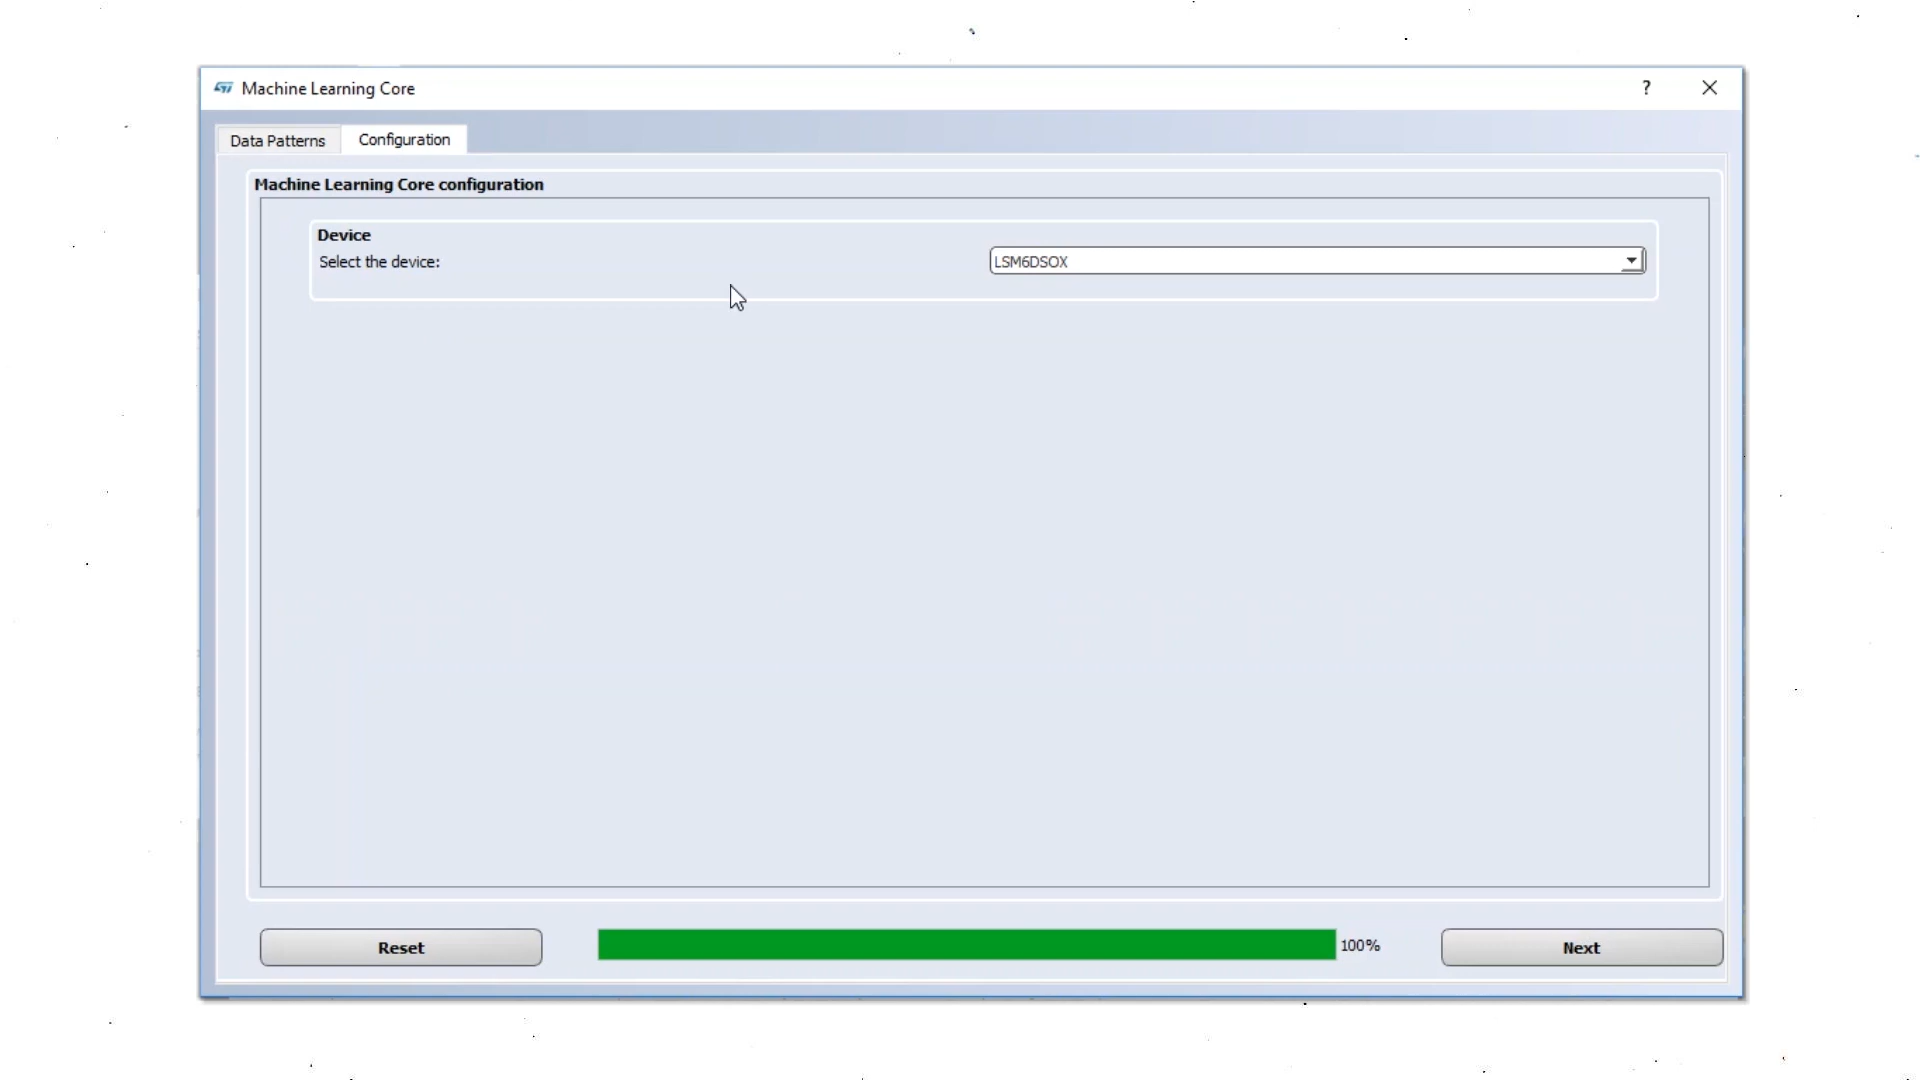 Machine Learning Core ?
Data Patterns Configuration
Machine Learning Core configuration
Device
Select the device: LSM6DSOX
Reset 100% Next